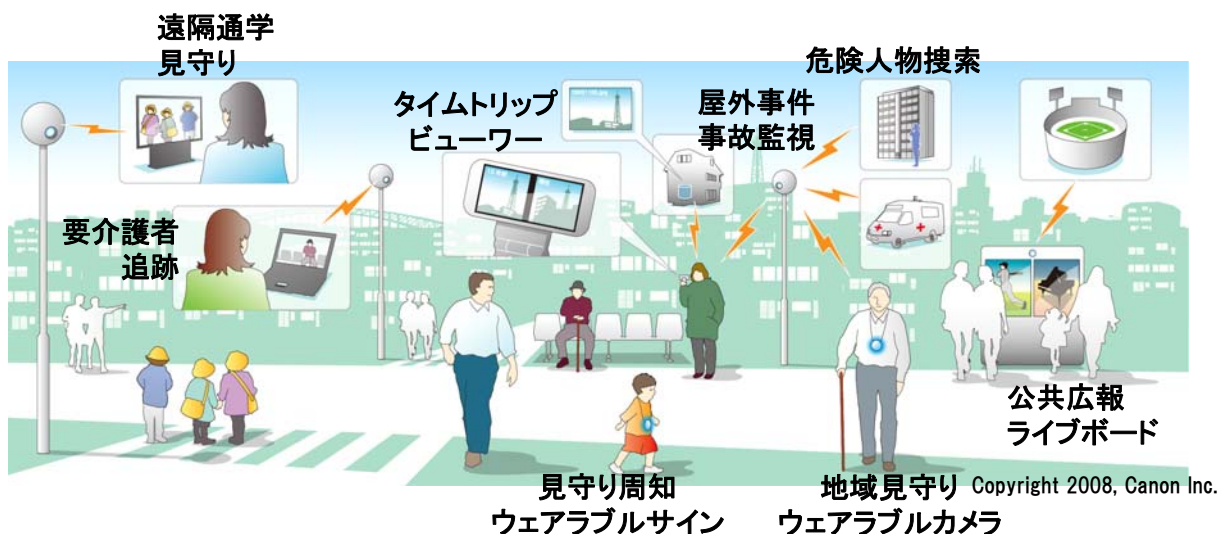 遠隔通学
見守り
タイムトリップ
ビューワー
屋外事件
事故監視
危険人物捜索
要介護者
追跡
公共広報
ライブボード
見守り周知
ウェアラブルサイン
地域見守り
ウェアラブルカメラ
Copyright 2008, Canon Inc.